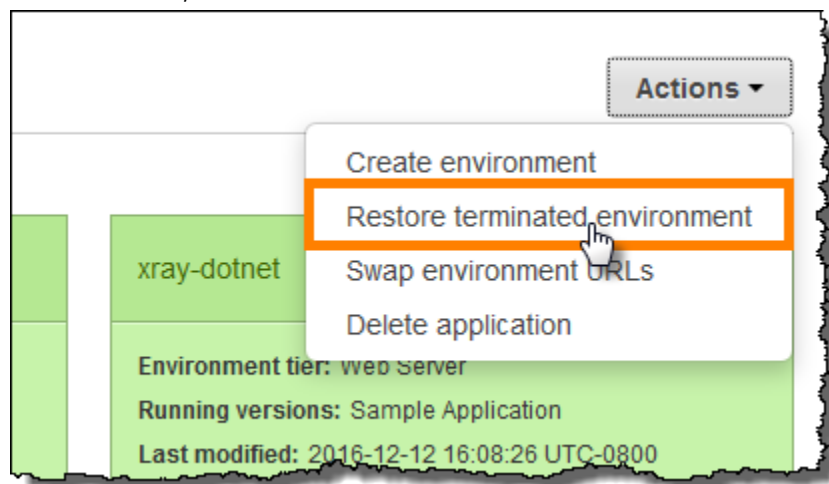 Actions
Create environment
Restore terminated environment
xray-dotnet
Swap environment URLs
Delete application
Environment tier: Web Server
Running versions: Sample Application
Last modified: 2016-12-12 16:08:26 UTC-0800